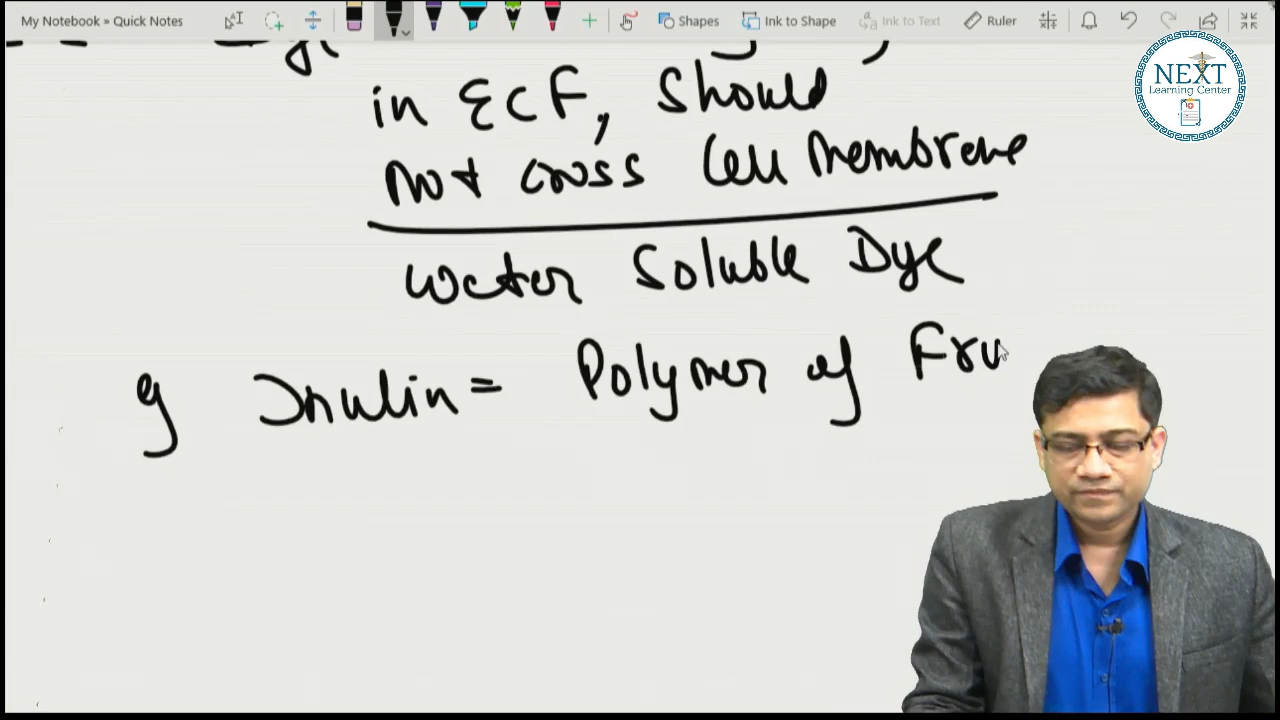 My Notebook » Quick Notes
Shapes
Ink to Shape
Ink to Text
Ruler
NEXT
Learning Center
in ECF, Should
not cross Cell membrane
Water Soluble Dye
g Inulin = Polymer of Fru